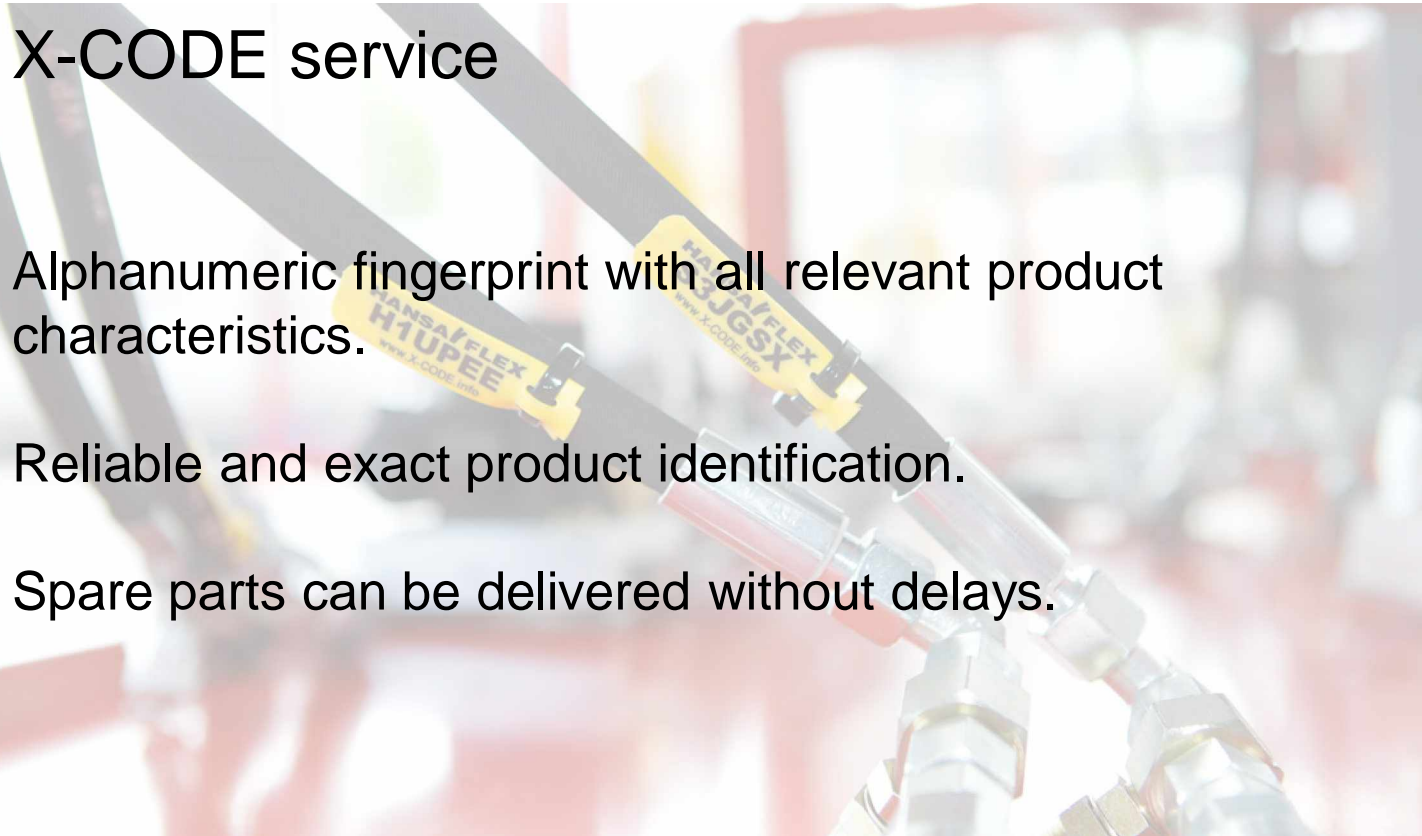 X-CODE service
Alphanumeric fingerprint with all relevant product
characteristics.
Reliable and exact product identification.
Spare parts can be delivered without delays.
HANSA/FLEX
H1UPEE
www.X-CODE.info
HANSA/FLEX
www.X-CODE.info